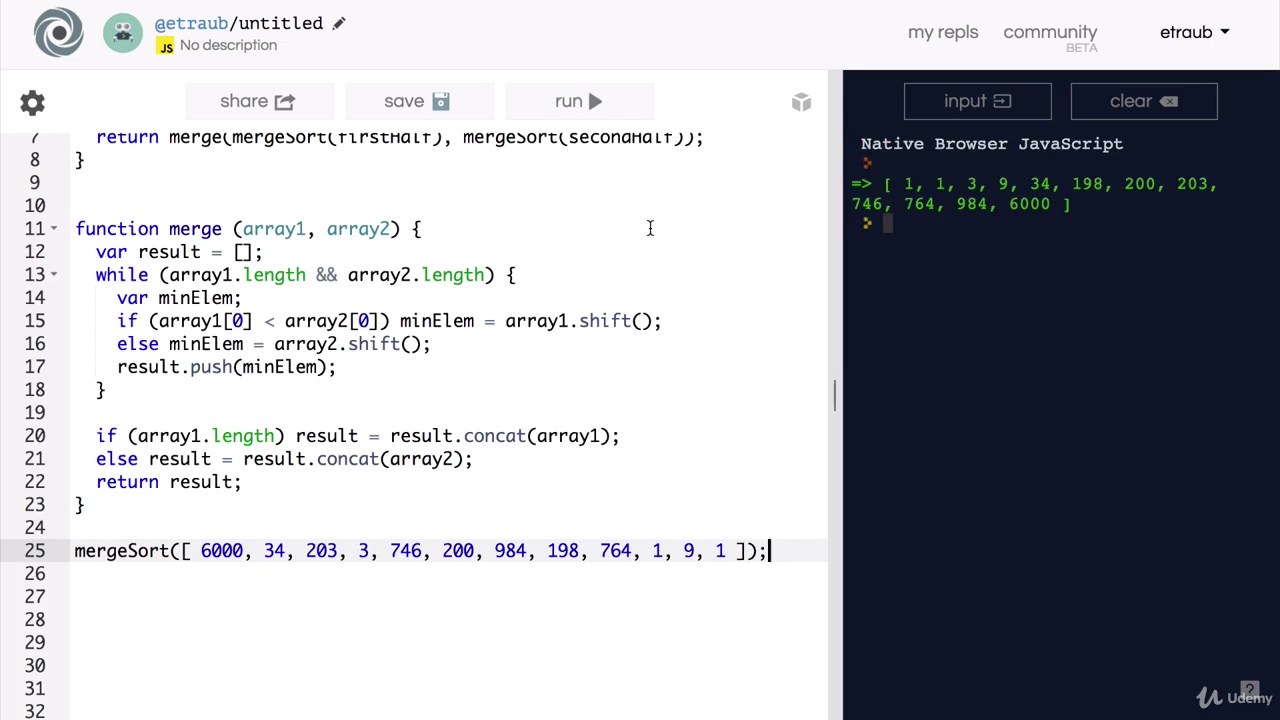 @etraub/untitled
JS No description
my repls
community
BETA
etraub
share
save
run
input
clear
7 return merge(mergeSort(firstHalf), mergeSort(secondHalf));
8 }
9
10
11 function merge (array1, array2) {
12 var result = [];
13 while (array1.length && array2.length) {
14 var minElem;
15 if (array1[0] < array2[0]) minElem = array1.shift();
16 else minElem = array2.shift();
17 result.push(minElem);
18 }
19
20 if (array1.length) result = result.concat(array1);
21 else result = result.concat(array2);
22 return result;
23 }
24
25 mergeSort([ 6000, 34, 203, 3, 746, 200, 984, 198, 764, 1, 9, 1 ]);
26
27
28
29
30
31
32
Native Browser JavaScript
=> [ 1, 1, 3, 9, 34, 198, 200, 203,
746, 764, 984, 6000 ]
?
Udemy